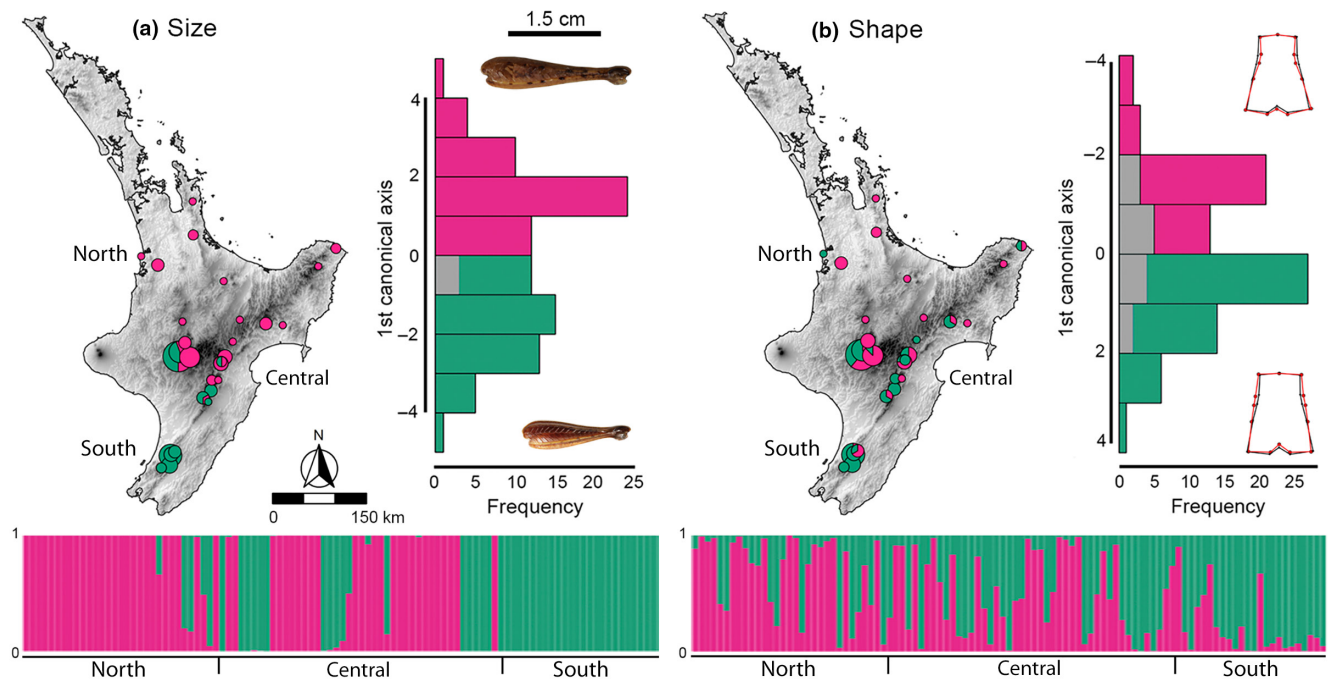 (a) Size
1.5 cm
4
2
0
−2
−4
1st canonical axis
0 5 10 15 20 25
Frequency
North
Central
South
N
0 150 km
1
0
North Central South
(b) Shape
−4
−2
0
2
4
1st canonical axis
0 5 10 15 20 25
Frequency
North
Central
South
1
0
North Central South